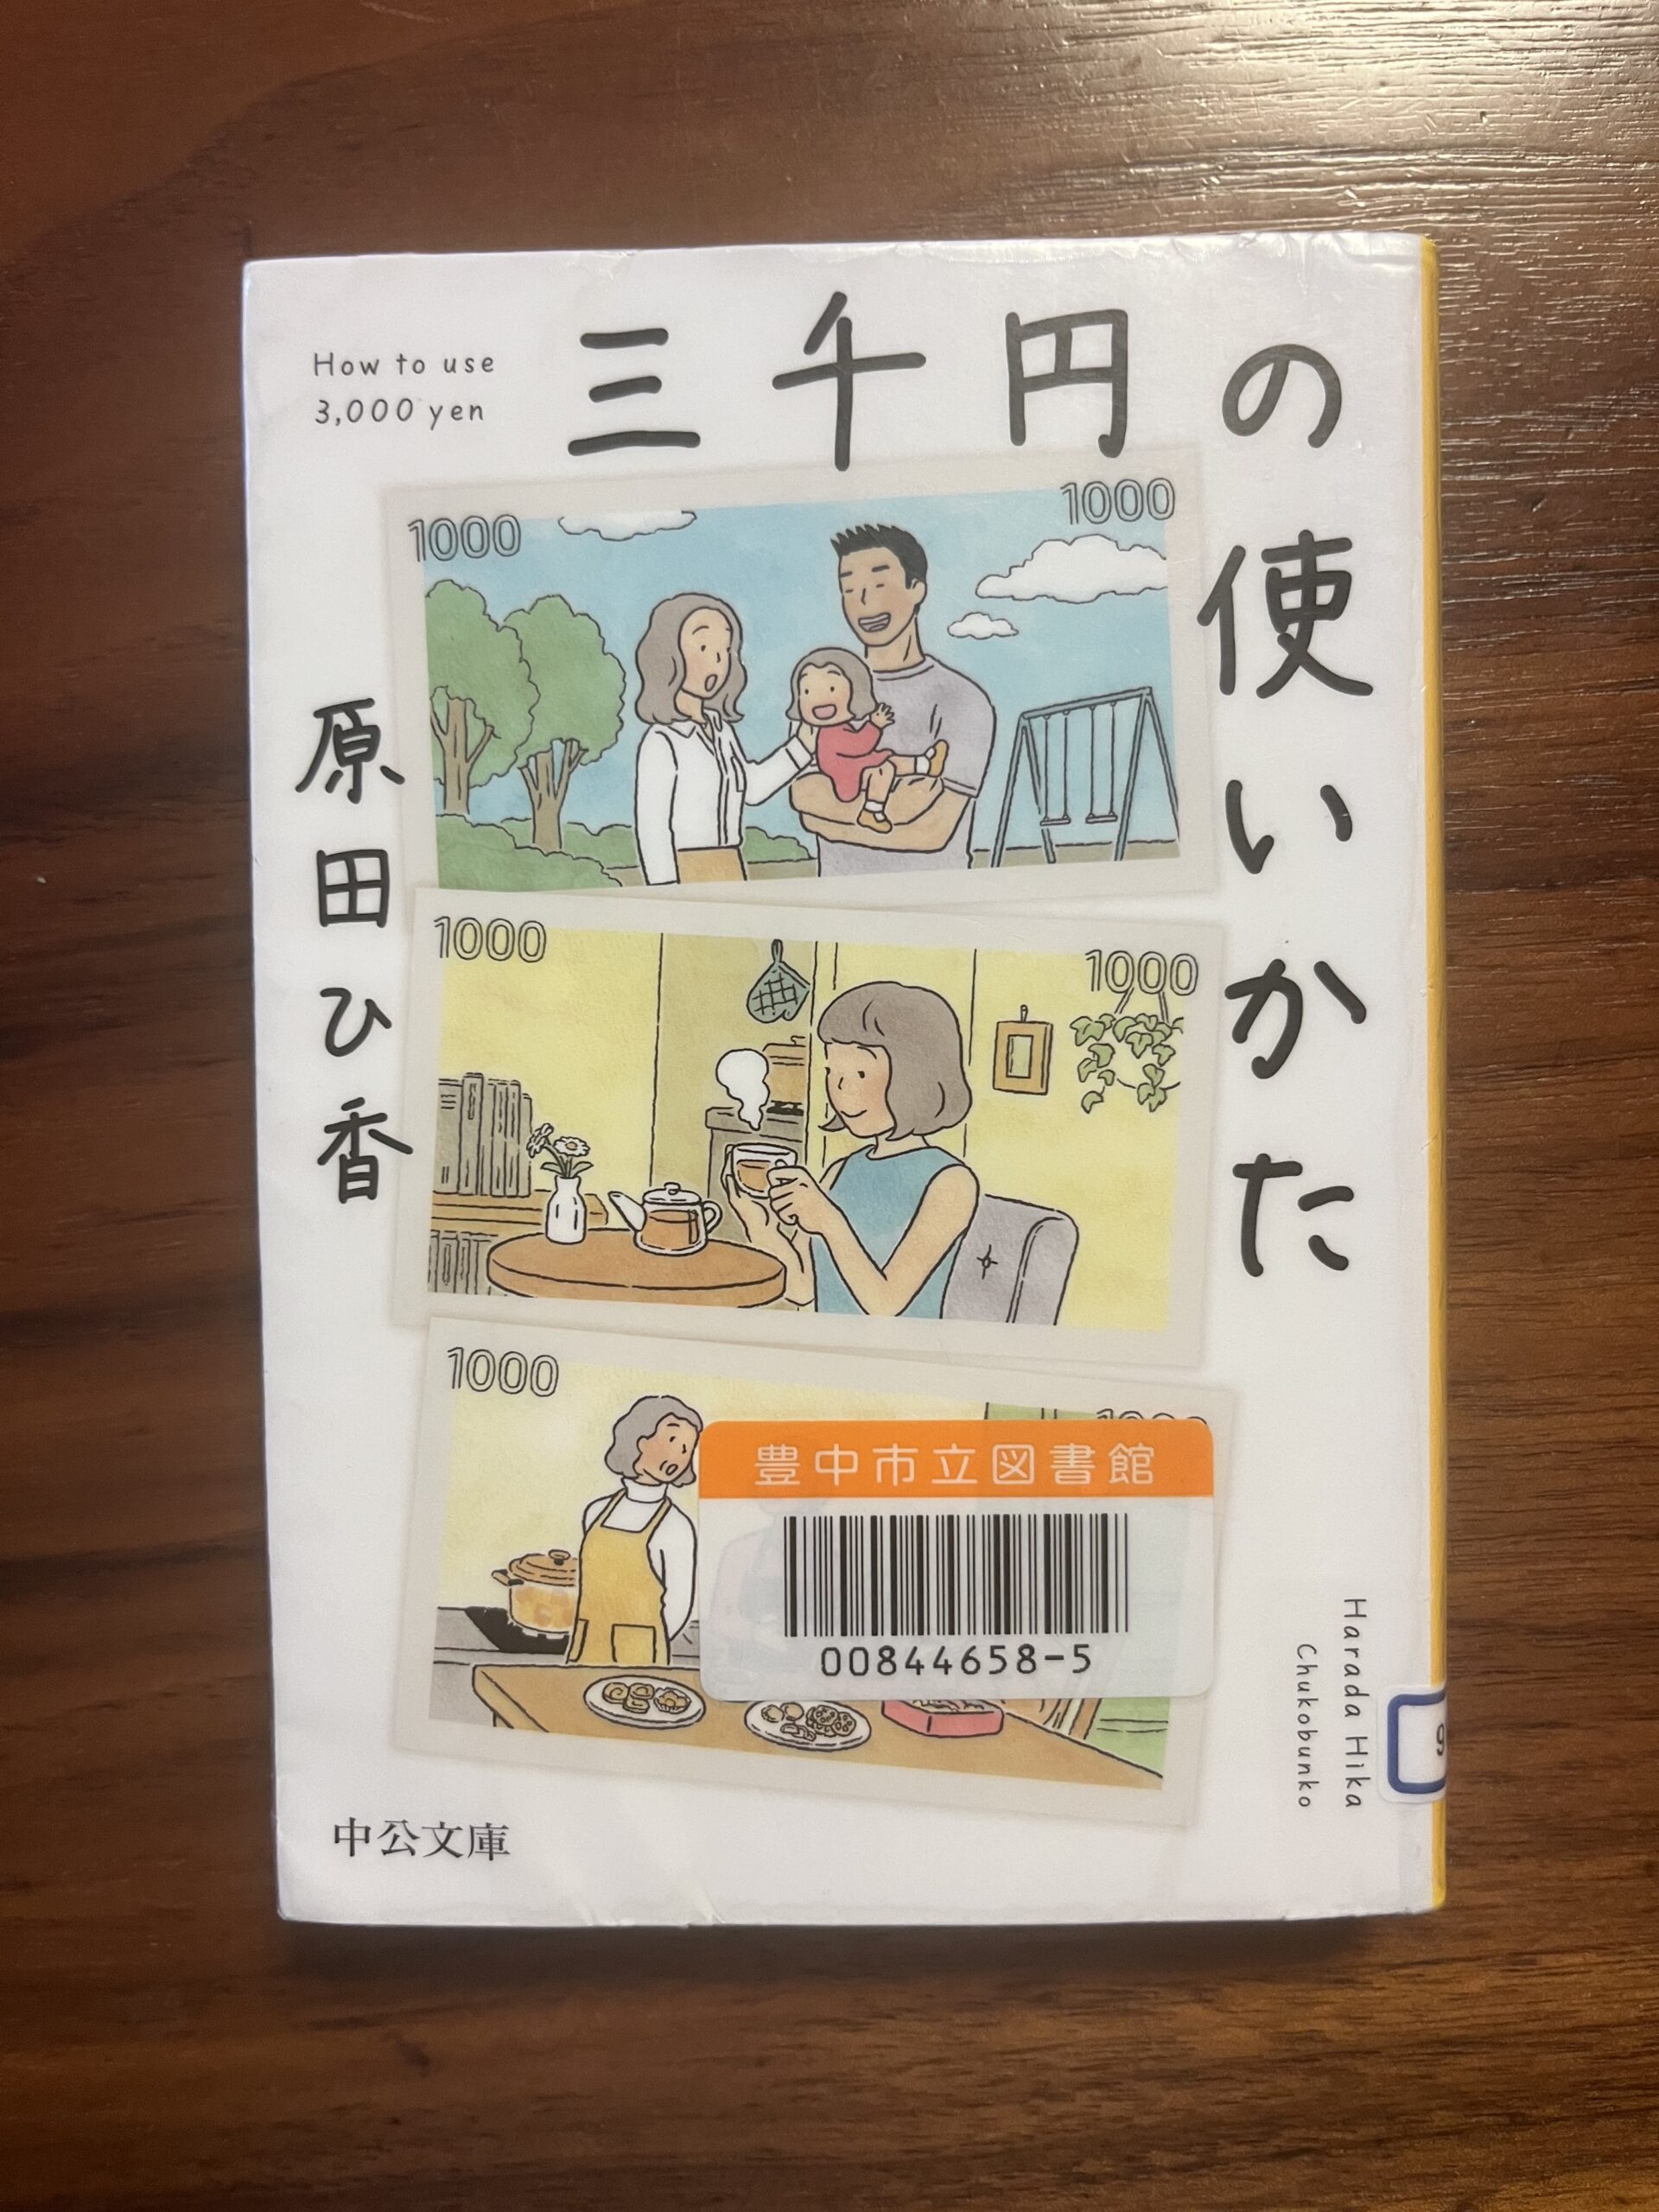 三千円の使いかた
How to use
3,000 yen
原田ひ香
1000
1000
1000
1000
1000
豊中市立図書館
00844658-5
Harada Hika
Chukobunko
9
中公文庫